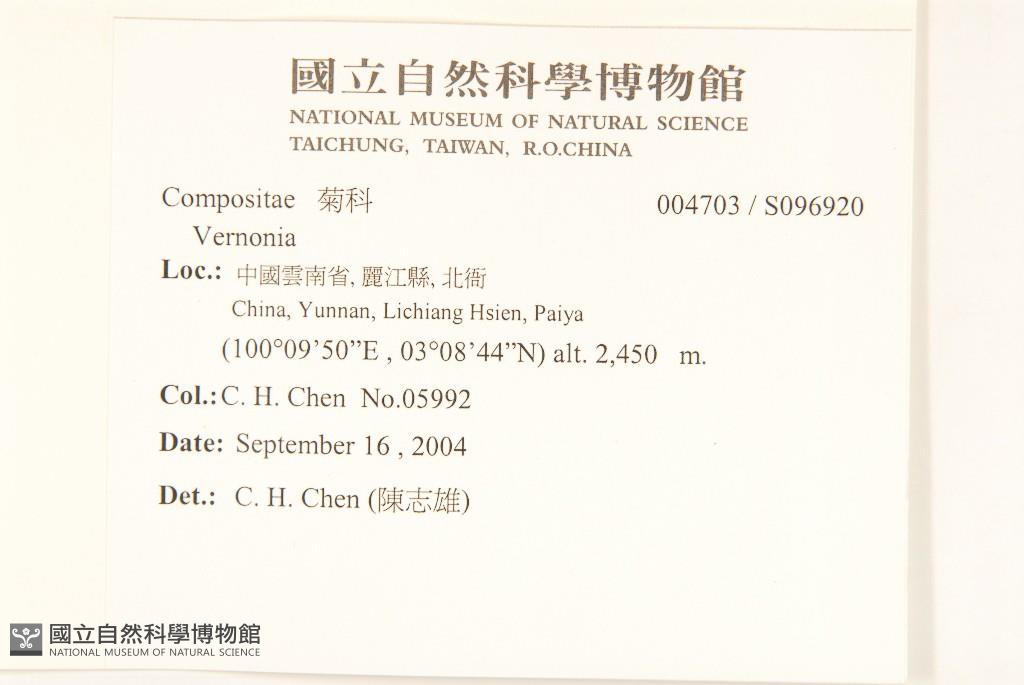 國立自然科學博物館
NATIONAL MUSEUM OF NATURAL SCIENCE
TAICHUNG, TAIWAN, R.O.CHINA
Compositae 菊科 004703 / S096920
Vernonia
Loc.: 中國雲南省, 麗江縣, 北衙
China, Yunnan, Lichiang Hsien, Paiya
(100°09’50”E , 03°08’44”N) alt. 2,450 m.
Col.: C. H. Chen No.05992
Date: September 16 , 2004
Det.: C. H. Chen (陳志雄)
國立自然科學博物館
NATIONAL MUSEUM OF NATURAL SCIENCE